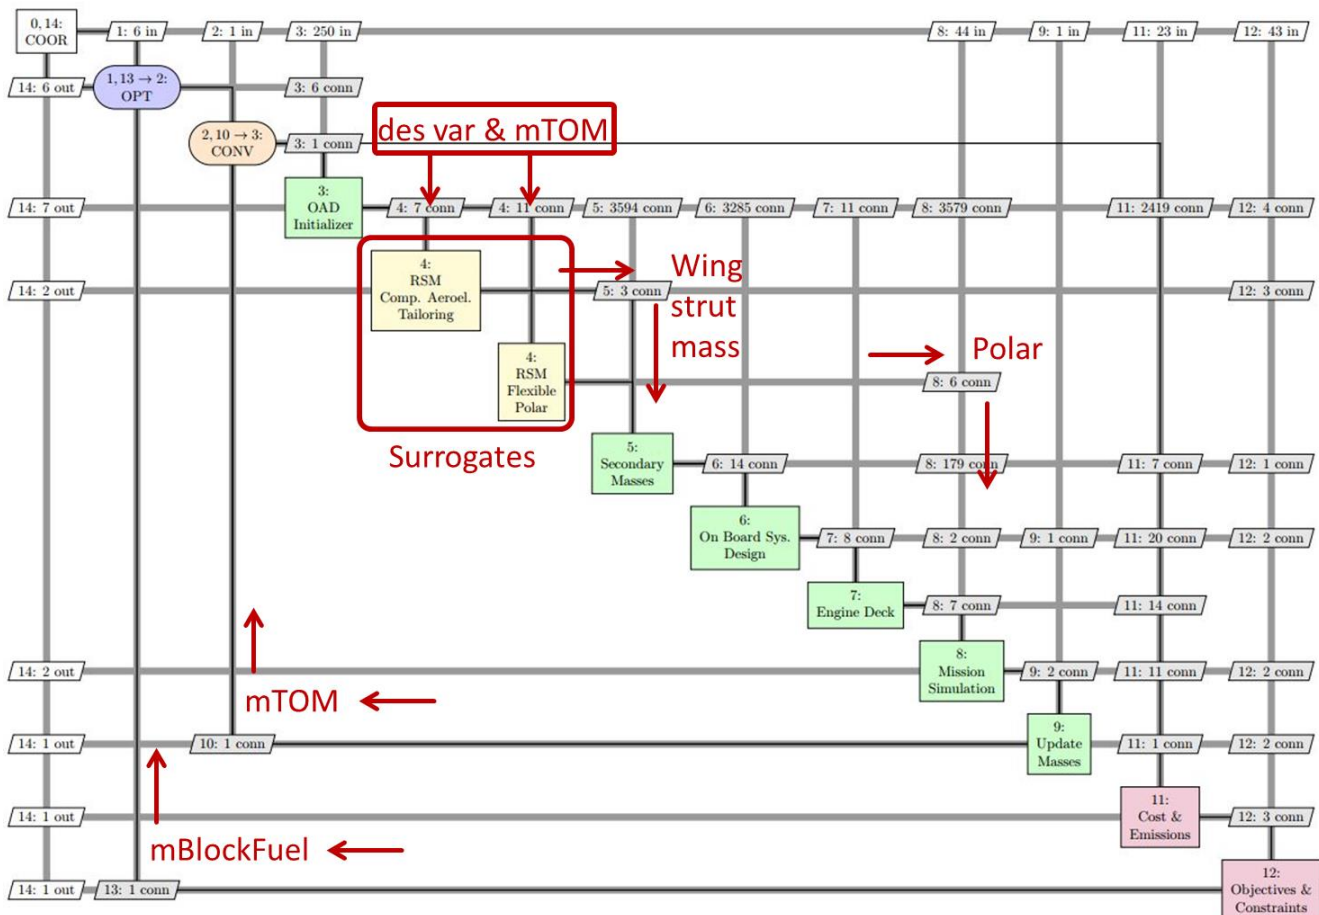 0, 14:
COOR
1: 6 in
2: 1 in
3: 250 in
8: 44 in
9: 1 in
11: 23 in
12: 43 in
14: 6 out
1, 13 → 2:
OPT
3: 6 conn
2, 10 → 3:
CONV
3: 1 conn
des var & mTOM
14: 7 out
3:
OAD
Initializer
4: 7 conn
4: 11 conn
5: 3594 conn
6: 3285 conn
7: 11 conn
8: 3579 conn
11: 2419 conn
12: 4 conn
14: 2 out
4:
RSM
Comp. Aeroel.
Tailoring
5: 3 conn
Wing
strut
mass
12: 3 conn
4:
RSM
Flexible
Polar
Polar
8: 6 conn
Surrogates
5:
Secondary
Masses
6: 14 conn
8: 179 conn
11: 7 conn
12: 1 conn
6:
On Board Sys.
Design
7: 8 conn
8: 2 conn
9: 1 conn
11: 20 conn
12: 2 conn
7:
Engine Deck
8: 7 conn
11: 14 conn
14: 2 out
mTOM
8:
Mission
Simulation
9: 2 conn
11: 11 conn
12: 2 conn
14: 1 out
10: 1 conn
9:
Update
Masses
11: 1 conn
12: 2 conn
14: 1 out
mBlockFuel
11:
Cost &
Emissions
12: 3 conn
14: 1 out
13: 1 conn
12:
Objectives &
Constraints